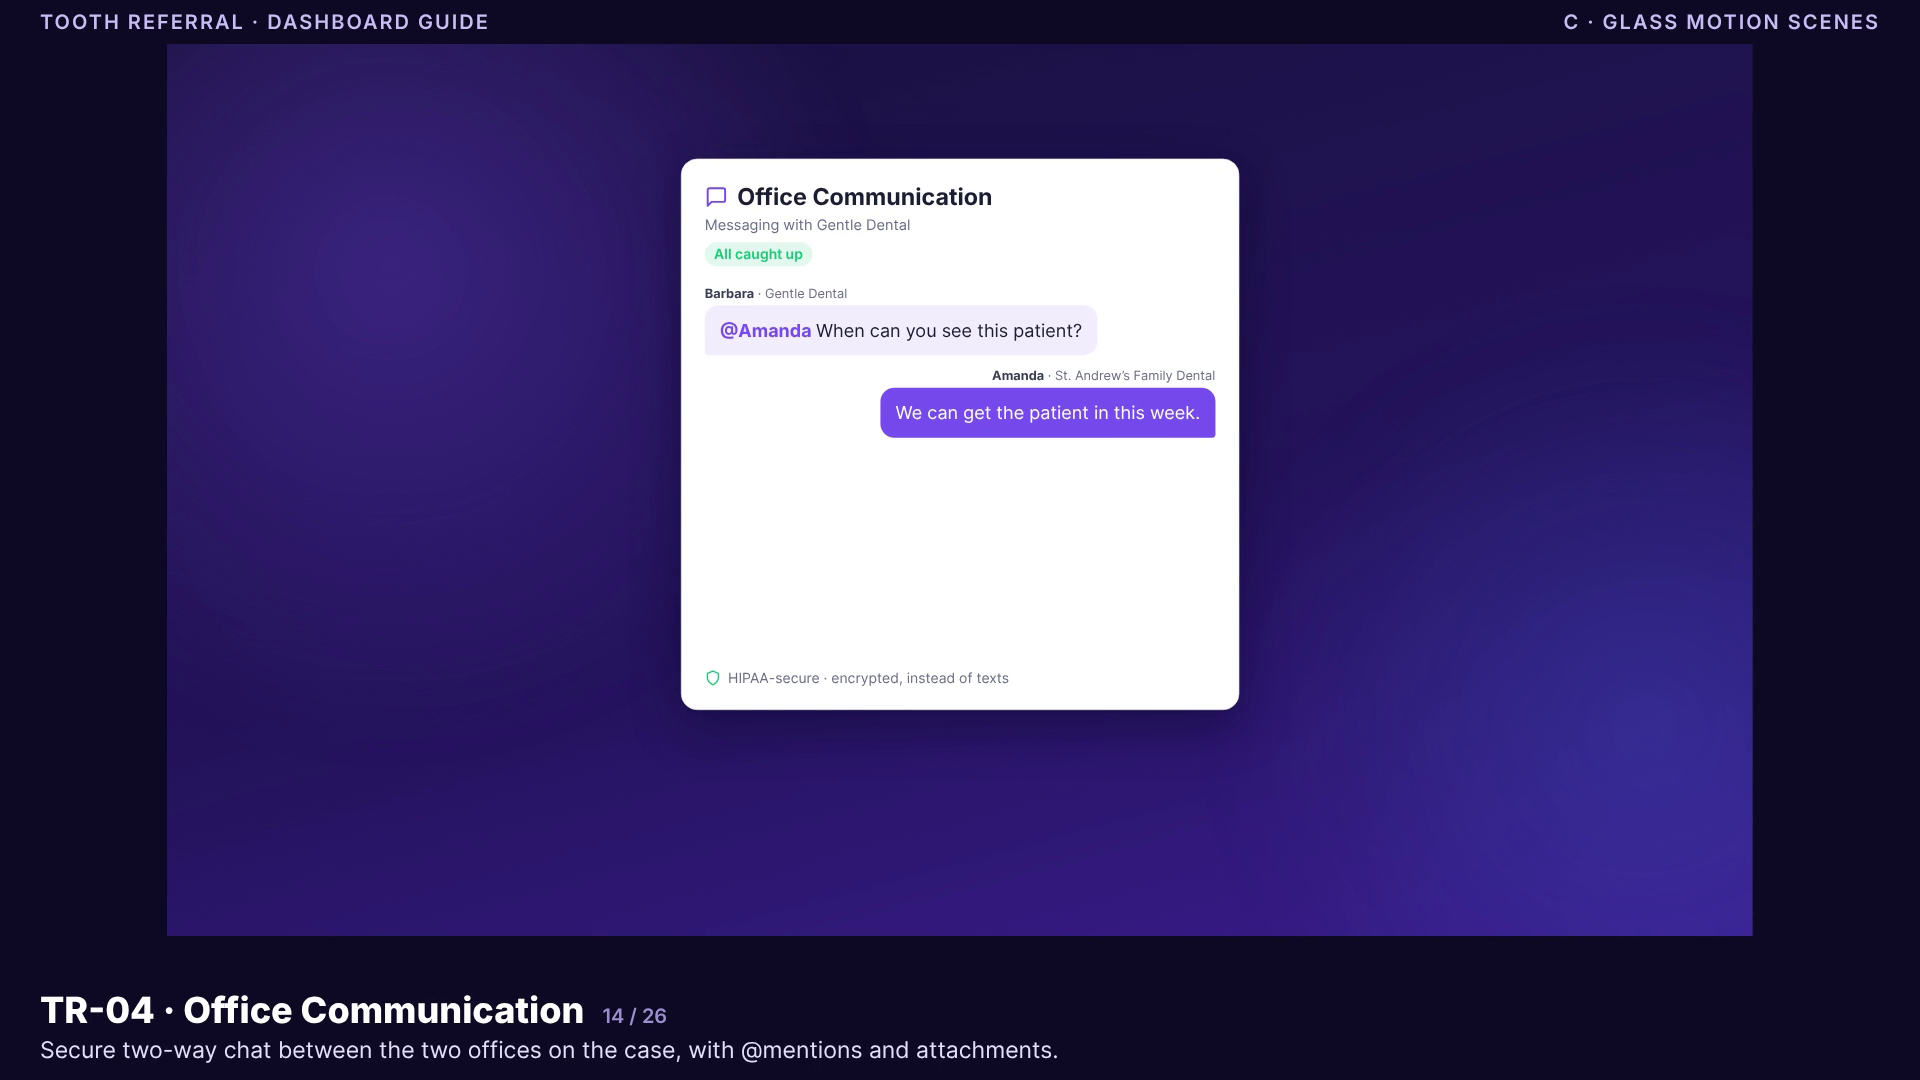 TOOTH REFERRAL · DASHBOARD GUIDE
C · GLASS MOTION SCENES
Office Communication
Messaging with Gentle Dental
All caught up
Barbara · Gentle Dental
@Amanda When can you see this patient?
Amanda · St. Andrew’s Family Dental
We can get the patient in this week.
HIPAA-secure · encrypted, instead of texts
TR-04 · Office Communication 14 / 26
Secure two-way chat between the two offices on the case, with @mentions and attachments.